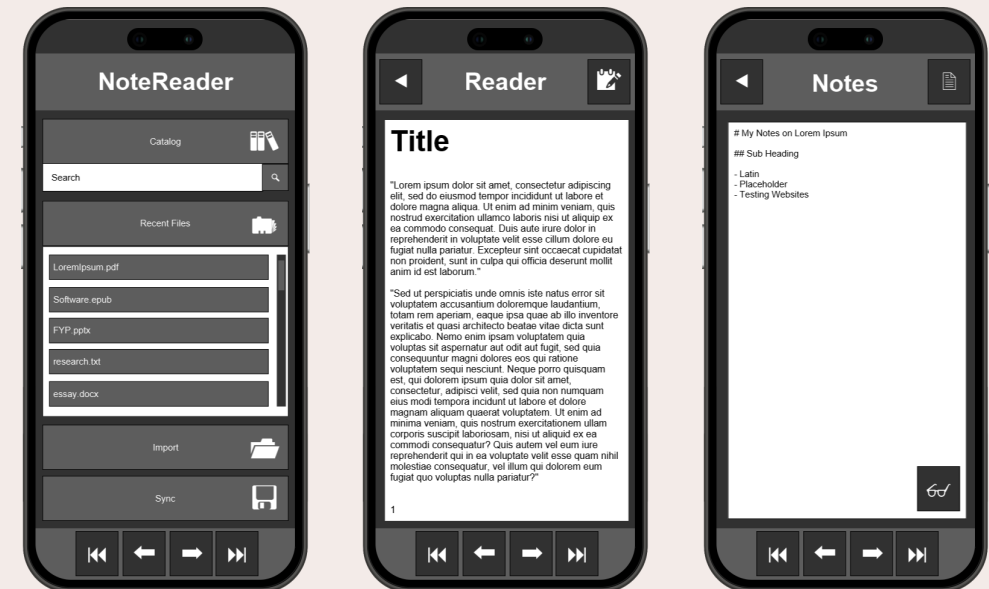 NoteReader
Catalog
Search
Recent Files
LoremIpsum.pdf
Software.epub
FYP.pptx
research.txt
essay.docx
Import
Sync
Reader
Title
"Lorem ipsum dolor sit amet, consectetur adipiscing
elit, sed do eiusmod tempor incididunt ut labore et
dolore magna aliqua. Ut enim ad minim veniam, quis
nostrud exercitation ullamco laboris nisi ut aliquip ex
ea commodo consequat. Duis aute irure dolor in
reprehenderit in voluptate velit esse cillum dolore eu
fugiat nulla pariatur. Excepteur sint occaecat cupidatat
non proident, sunt in culpa qui officia deserunt mollit
anim id est laborum."
"Sed ut perspiciatis unde omnis iste natus error sit
voluptatem accusantium doloremque laudantium,
totam rem aperiam, eaque ipsa quae ab illo inventore
veritatis et quasi architecto beatae vitae dicta sunt
explicabo. Nemo enim ipsam voluptatem quia
voluptas sit aspernatur aut odit aut fugit, sed quia
consequuntur magni dolores eos qui ratione
voluptatem sequi nesciunt. Neque porro quisquam
est, qui dolorem ipsum quia dolor sit amet,
consectetur, adipisci velit, sed quia non numquam
eius modi tempora incidunt ut labore et dolore
magnam aliquam quaerat voluptatem. Ut enim ad
minima veniam, quis nostrum exercitationem ullam
corporis suscipit laboriosam, nisi ut aliquid ex ea
commodi consequatur? Quis autem vel eum iure
reprehenderit qui in ea voluptate velit esse quam nihil
molestiae consequatur, vel illum qui dolorem eum
fugiat quo voluptas nulla pariatur?"
1
Notes
# My Notes on Lorem Ipsum
## Sub Heading
- Latin
- Placeholder
- Testing Websites